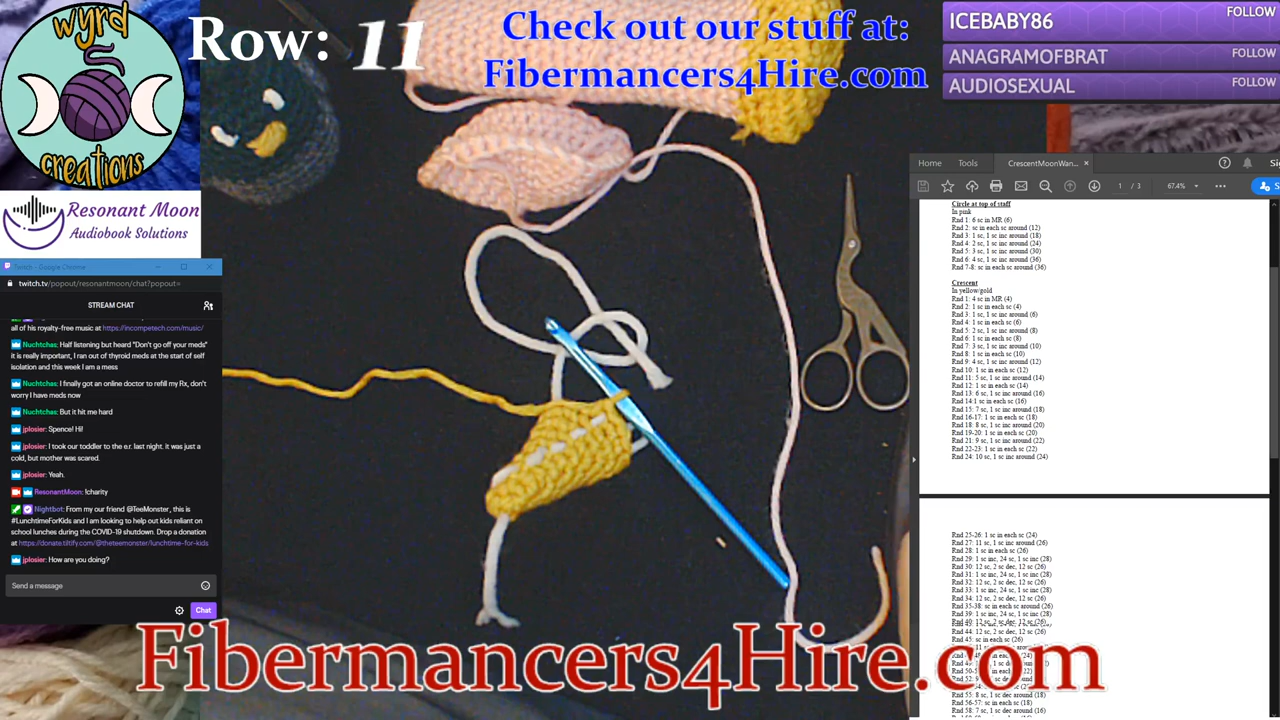 wyrd
creations
Row: 11
Check out our stuff at:
Fibermancers4Hire.com
ICEBABY86 FOLLOW
ANAGRAMOFBRAT FOLLOW
AUDIOSEXUAL FOLLOW
Resonant Moon
Audiobook Solutions
Twitch - Google Chrome
twitch.tv/popout/resonantmoon/chat?popout=
STREAM CHAT
all of his royalty-free music at https://incompetech.com/music/
Nuchtchas: Half listening but heard "Don't go off your meds"
it is really important, I ran out of thyroid meds at the start of self
isolation and this week I am a mess
Nuchtchas: I finally got an online doctor to refill my Rx, don't
worry I have meds now
Nuchtchas: But it hit me hard
jplosier: Spence! Hi!
jplosier: I took our toddler to the e.r. last night. It was just a
cold, but mother was scared.
jplosier: Yeah.
ResonantMoon: !charity
Nightbot: From my our friend @TeeMonster, this is
#LunchtimeForKids and I am looking to help out kids reliant on
school lunches during the COVID-19 shutdown. Drop a donation
at https://donate.tiltify.com/@theteemonster/lunchtime-for-kids
jplosier: How are you doing?
Send a message
Chat
Home Tools CrescentMoonWan...
1 / 3 67.4%
Circle at top of staff
In pink
Rnd 1: 6 sc in MR (6)
Rnd 2: sc in each sc around (12)
Rnd 3: 1 sc, 1 sc inc around (18)
Rnd 4: 2 sc, 1 sc inc around (24)
Rnd 5: 3 sc, 1 sc inc around (30)
Rnd 6: 4 sc, 1 sc inc around (36)
Rnd 7-8: sc in each sc around (36)
Crescent
In yellow/gold
Rnd 1: 4 sc in MR (4)
Rnd 2: 1 sc in each sc (4)
Rnd 3: 1 sc, 1 sc inc around (6)
Rnd 4: 1 sc in each sc (6)
Rnd 5: 2 sc, 1 sc inc around (8)
Rnd 6: 1 sc in each sc (8)
Rnd 7: 3 sc, 1 sc inc around (10)
Rnd 8: 1 sc in each sc (10)
Rnd 9: 4 sc, 1 sc inc around (12)
Rnd 10: 1 sc in each sc (12)
Rnd 11: 5 sc, 1 sc inc around (14)
Rnd 12: 1 sc in each sc (14)
Rnd 13: 6 sc, 1 sc inc around (16)
Rnd 14:1 sc in each sc (16)
Rnd 15: 7 sc, 1 sc inc around (18)
Rnd 16-17: 1 sc in each sc (18)
Rnd 18: 8 sc, 1 sc inc around (20)
Rnd 19-20: 1 sc in each sc (20)
Rnd 21: 9 sc, 1 sc inc around (22)
Rnd 22-23: 1 sc in each sc (22)
Rnd 24: 10 sc, 1 sc inc around (24)
Rnd 25-26: 1 sc in each sc (24)
Rnd 27: 11 sc, 1 sc inc around (26)
Rnd 28: 1 sc in each sc (26)
Rnd 29: 1 sc inc, 24 sc, 1 sc inc (28)
Rnd 30: 12 sc, 2 sc dec, 12 sc (26)
Rnd 31: 1 sc inc, 24 sc, 1 sc inc (28)
Rnd 32: 12 sc, 2 sc dec, 12 sc (26)
Rnd 33: 1 sc inc, 24 sc, 1 sc inc (28)
Rnd 34: 12 sc, 2 sc dec, 12 sc (26)
Rnd 35-38: sc in each sc around (26)
Rnd 39: 1 sc inc, 24 sc, 1 sc inc (28)
Rnd 40: 12 sc, 2 sc dec, 12 sc (26)
Rnd 44: 12 sc, 2 sc dec, 12 sc (26)
Rnd 45: sc in each sc (26)
Rnd 55: 8 sc, 1 sc dec around (18)
Rnd 56-57: sc in each sc (18)
Rnd 58: 7 sc, 1 sc dec around (16)
Fibermancers4Hire.com